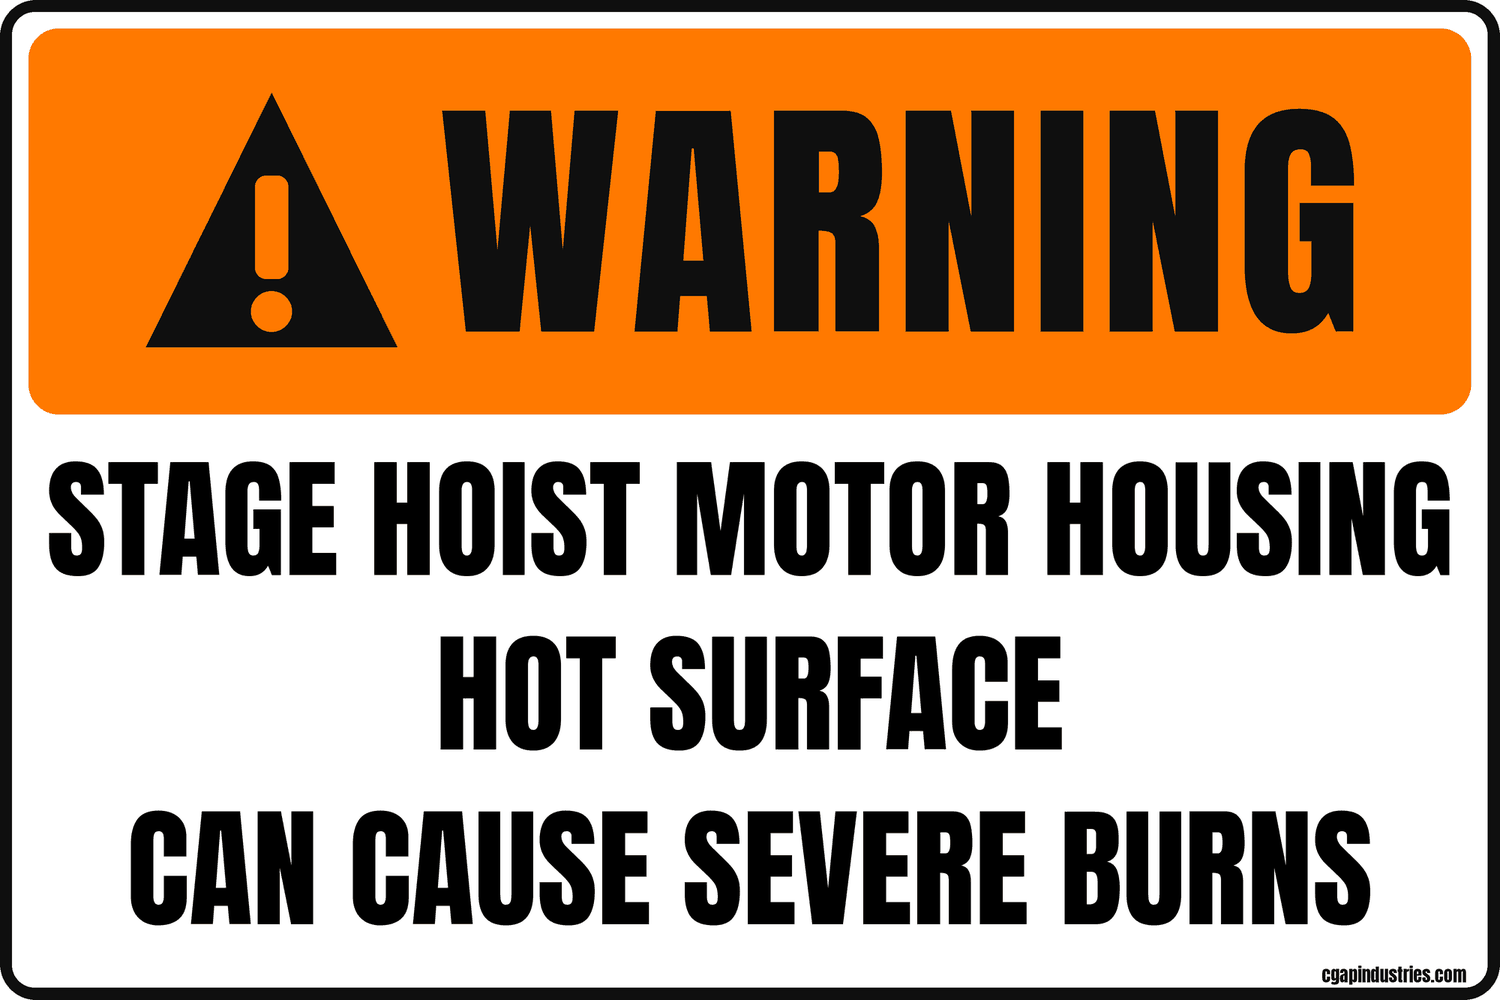 WARNING
STAGE HOIST MOTOR HOUSING
HOT SURFACE
CAN CAUSE SEVERE BURNS
cgapindustries.com